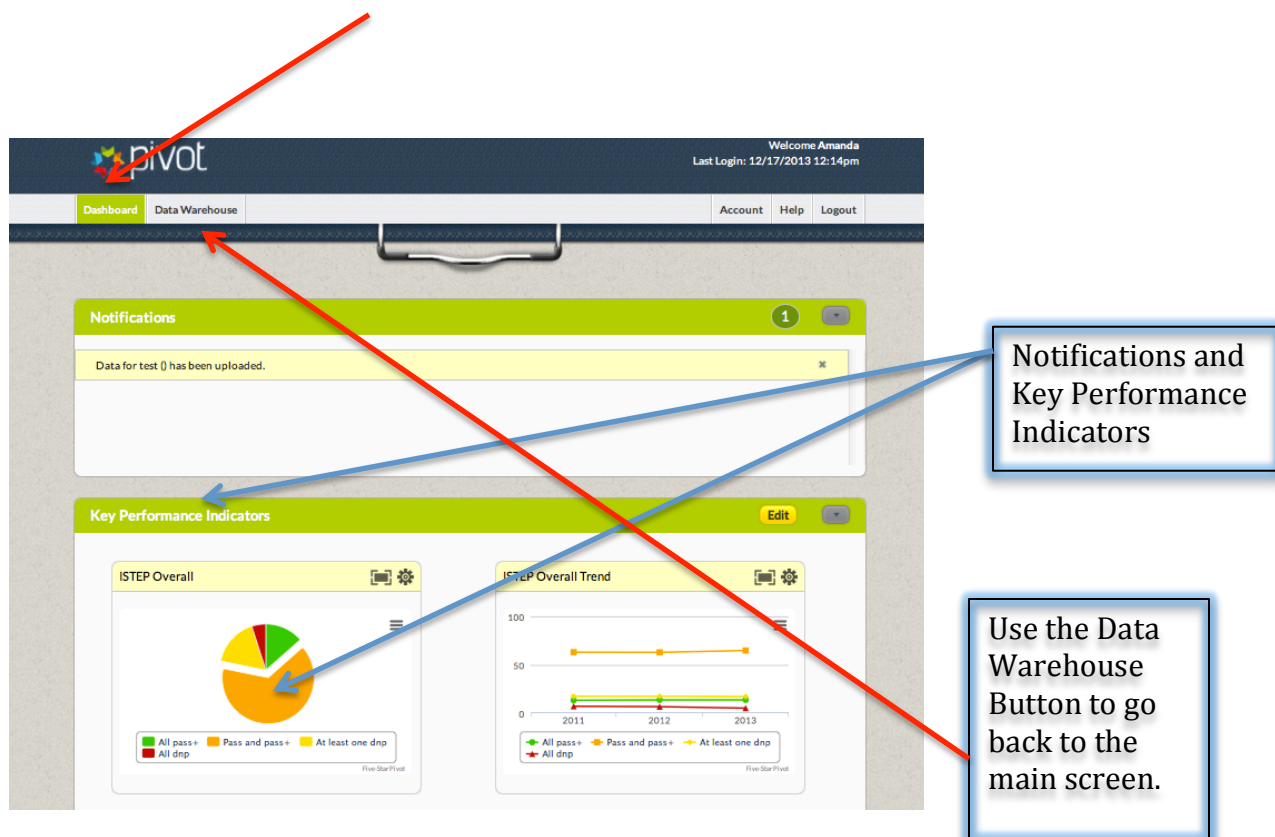 pivot
Welcome Amanda
Last Login: 12/17/2013 12:14pm
Dashboard Data Warehouse Account Help Logout
Notifications 1
Data for test () has been uploaded.
Notifications and
Key Performance
Indicators
Key Performance Indicators Edit
ISTEP Overall
ISTEP Overall Trend
100
50
0
2011 2012 2013
All pass+ Pass and pass+ At least one dnp
All dnp
Five-Star Pivot
All pass+ Pass and pass+ At least one dnp
All dnp
Five-Star Pivot
Use the Data
Warehouse
Button to go
back to the
main screen.